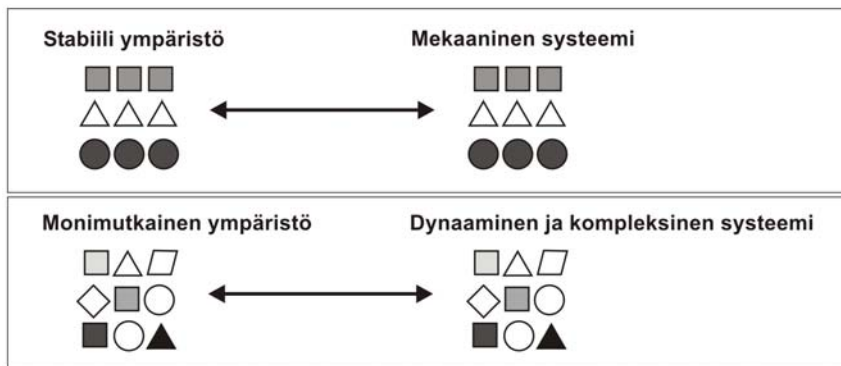 Stabiili ympäristö
Mekaaninen systeemi
Monimutkainen ympäristö
Dynaaminen ja kompleksinen systeemi